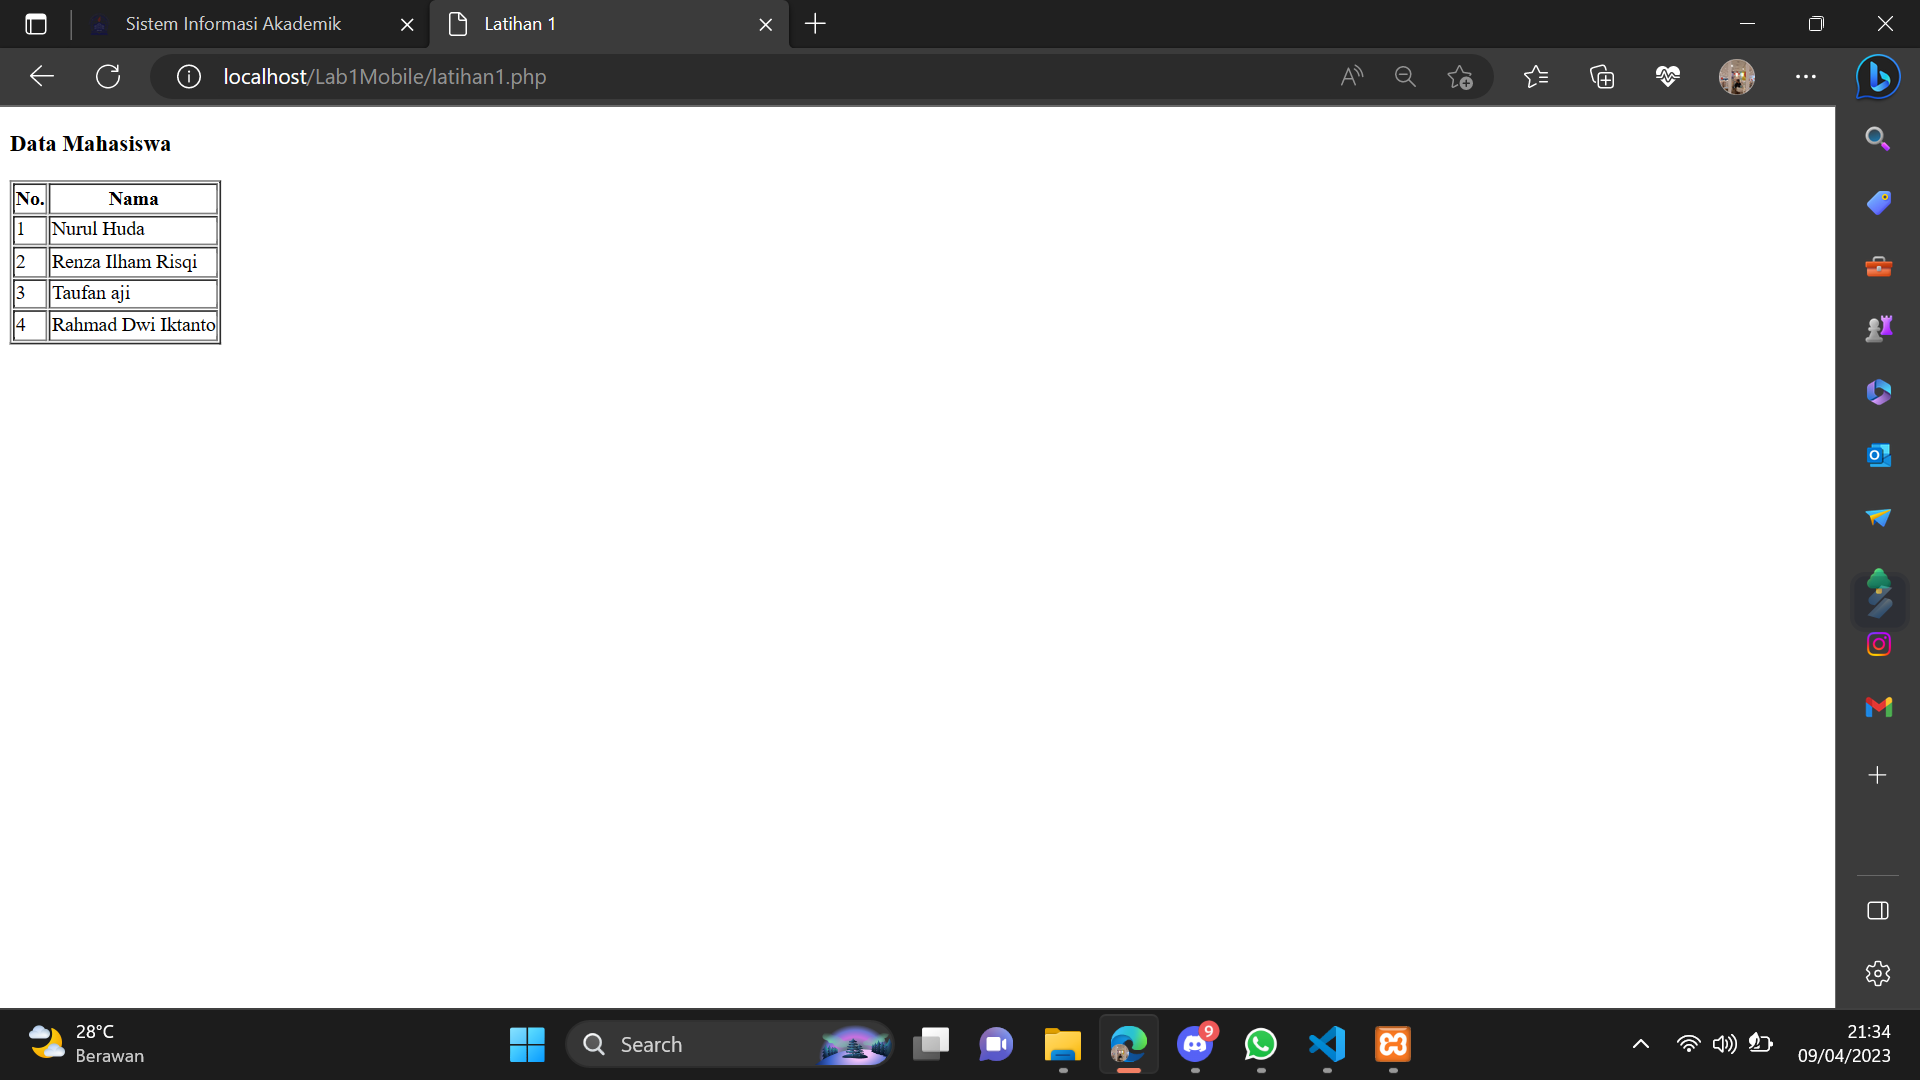 Sistem Informasi Akademik
Latihan 1
localhost/Lab1Mobile/latihan1.php
Data Mahasiswa
No. Nama
1 Nurul Huda
2 Renza Ilham Risqi
3 Taufan aji
4 Rahmad Dwi Iktanto
28°C
Berawan
Search
9
21:34
09/04/2023